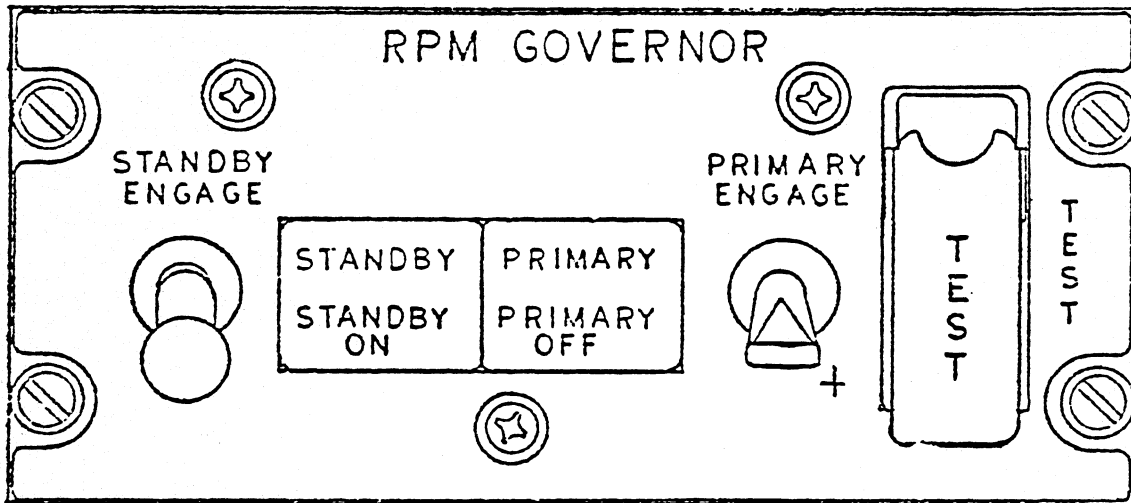 RPM GOVERNOR
STANDBY
ENGAGE
PRIMARY
ENGAGE
STANDBY
STANDBY
ON
PRIMARY
PRIMARY
OFF
+
TEST
TEST